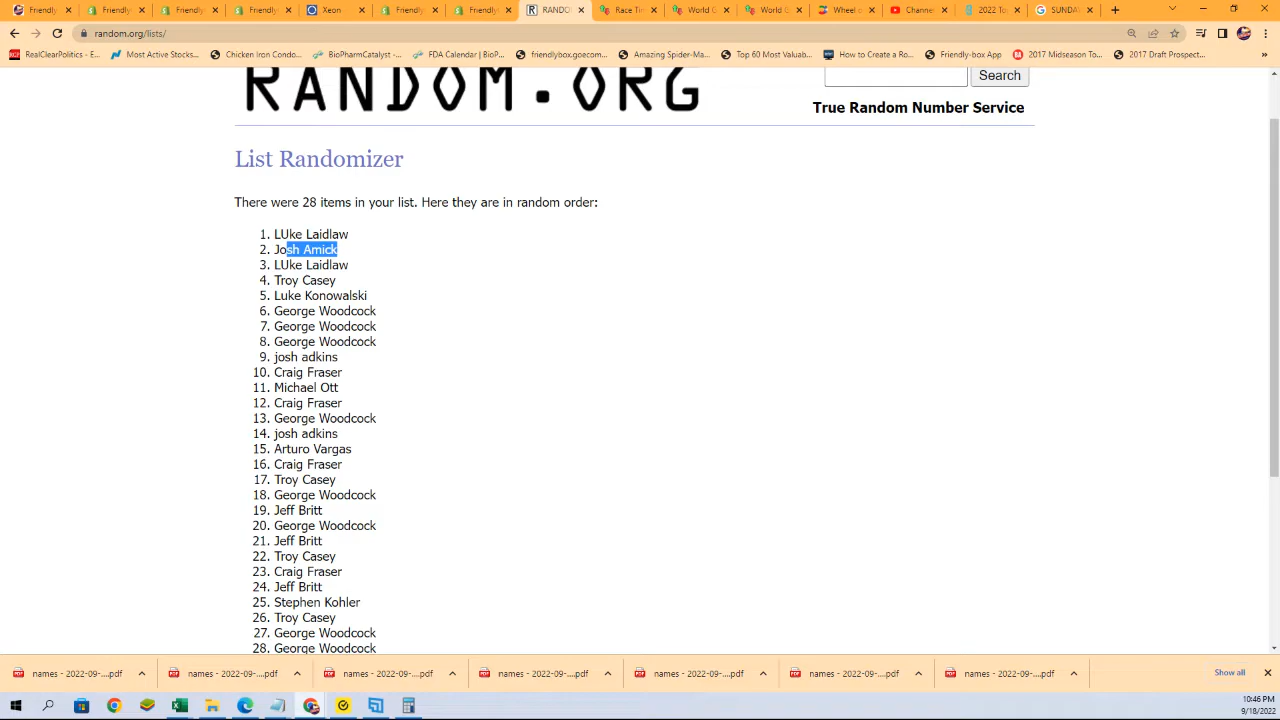 Friendly
Friendly
Friendly
Friendly
Xeon
Friendly
Friendly
RANDO
Race Tim
World C
World C
Wheel o
Channel
2022 To
SUNDAY
random.org/lists/
RealClearPolitics - E...
Most Active Stocks...
Chicken Iron Condo...
BioPharmCatalyst -...
FDA Calendar | BioP...
friendlybox.goecom...
Amazing Spider-Ma...
Top 60 Most Valuab...
How to Create a Ro...
Friendly-box App
2017 Midseason To...
2017 Draft Prospec...
RANDOM.ORG
Search
True Random Number Service
List Randomizer
There were 28 items in your list. Here they are in random order:
1. LUke Laidlaw
2. Josh Amick
3. LUke Laidlaw
4. Troy Casey
5. Luke Konowalski
6. George Woodcock
7. George Woodcock
8. George Woodcock
9. josh adkins
10. Craig Fraser
11. Michael Ott
12. Craig Fraser
13. George Woodcock
14. josh adkins
15. Arturo Vargas
16. Craig Fraser
17. Troy Casey
18. George Woodcock
19. Jeff Britt
20. George Woodcock
21. Jeff Britt
22. Troy Casey
23. Craig Fraser
24. Jeff Britt
25. Stephen Kohler
26. Troy Casey
27. George Woodcock
28. George Woodcock
names - 2022-09-....pdf
names - 2022-09-....pdf
names - 2022-09-....pdf
names - 2022-09-....pdf
names - 2022-09-....pdf
names - 2022-09-....pdf
names - 2022-09-....pdf
Show all
10:46 PM
9/18/2022